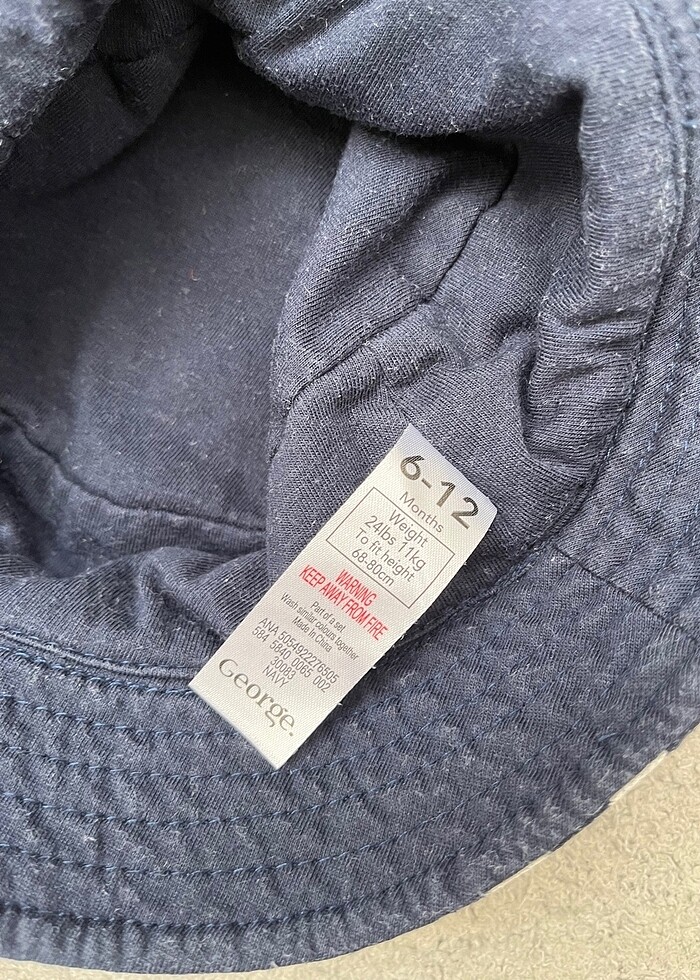 6-12
Months
Weight
24lbs 11kg
To fit height
68-80cm
WARNING
KEEP AWAY FROM FIRE
Part of a set
Wash similar colours together
Made in China
ANA 5054922276505
584 5840 0065 002
30083
NAVY
George.